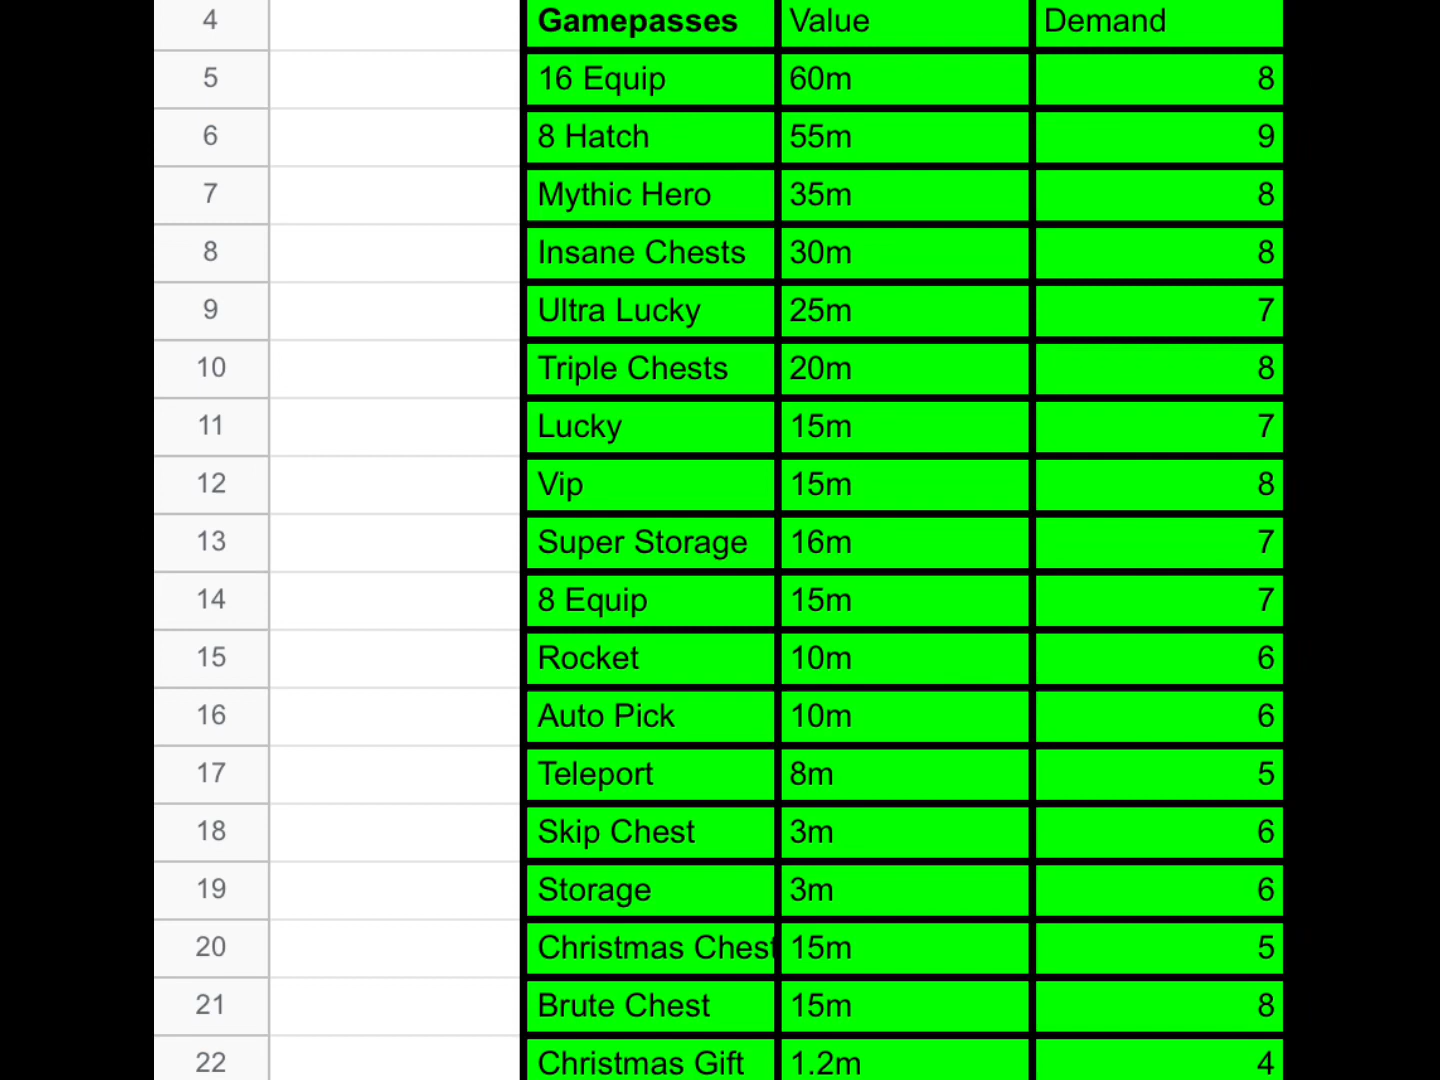 4 Gamepasses Value Demand
5 16 Equip 60m 8
6 8 Hatch 55m 9
7 Mythic Hero 35m 8
8 Insane Chests 30m 8
9 Ultra Lucky 25m 7
10 Triple Chests 20m 8
11 Lucky 15m 7
12 Vip 15m 8
13 Super Storage 16m 7
14 8 Equip 15m 7
15 Rocket 10m 6
16 Auto Pick 10m 6
17 Teleport 8m 5
18 Skip Chest 3m 6
19 Storage 3m 6
20 Christmas Chest 15m 5
21 Brute Chest 15m 8
22 Christmas Gift 1.2m 4